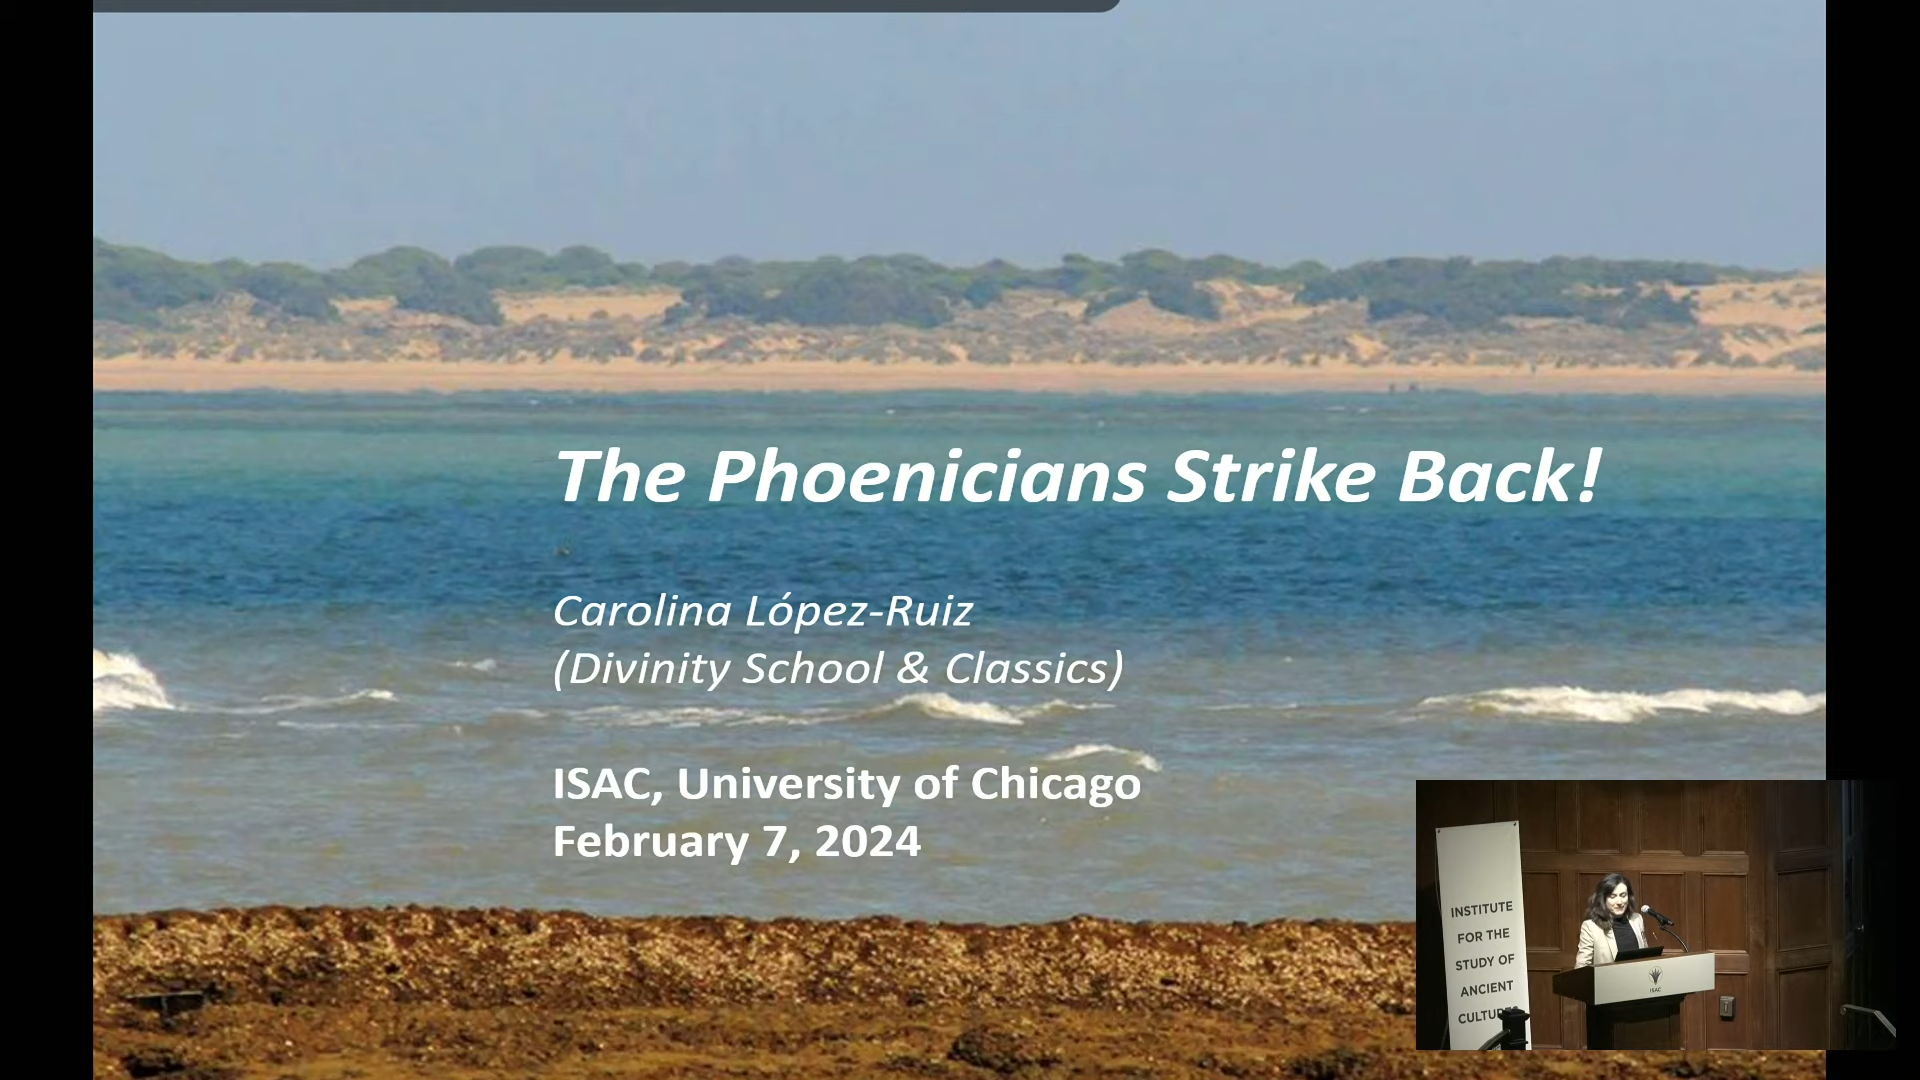 The Phoenicians Strike Back!
Carolina López-Ruiz
(Divinity School & Classics)
ISAC, University of Chicago
February 7, 2024
INSTITUTE
FOR THE
STUDY OF
ANCIENT
CULTURES
ISAC